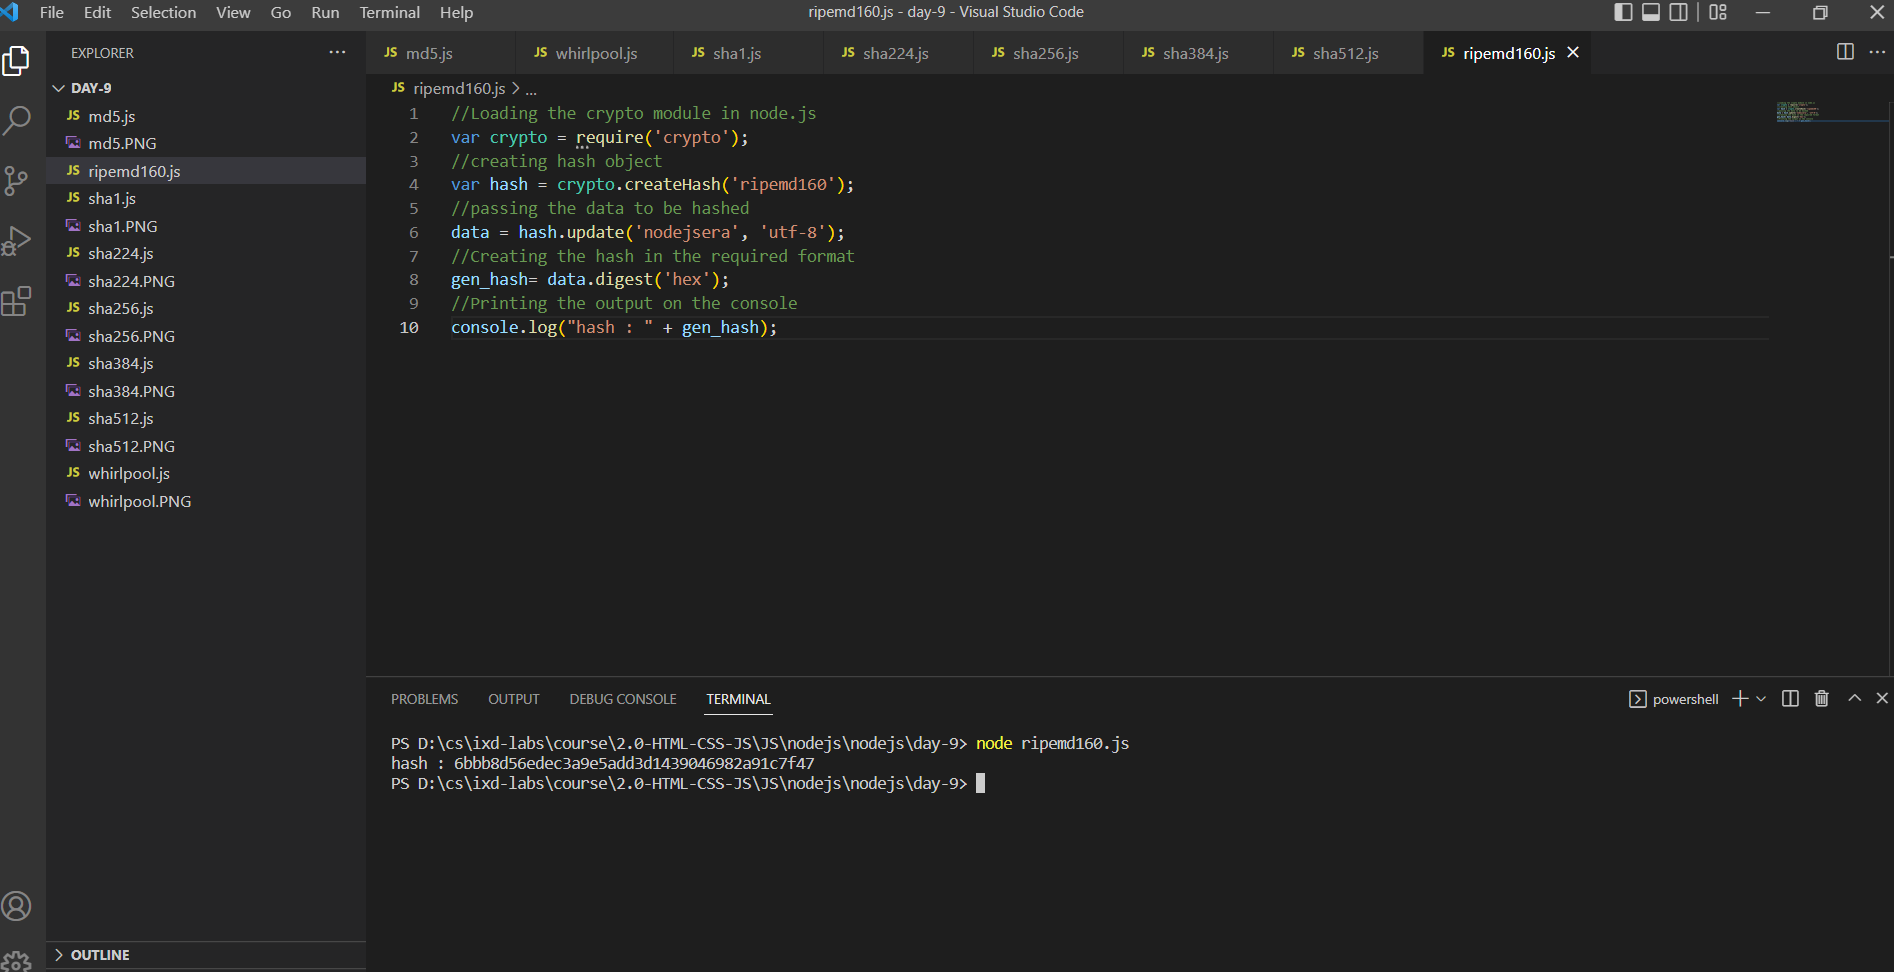 File Edit Selection View Go Run Terminal Help
ripemd160.js - day-9 - Visual Studio Code
EXPLORER
DAY-9
JS md5.js
md5.PNG
JS ripemd160.js
JS sha1.js
sha1.PNG
JS sha224.js
sha224.PNG
JS sha256.js
sha256.PNG
JS sha384.js
sha384.PNG
JS sha512.js
sha512.PNG
JS whirlpool.js
whirlpool.PNG
OUTLINE
JS md5.js JS whirlpool.js JS sha1.js JS sha224.js JS sha256.js JS sha384.js JS sha512.js JS ripemd160.js
JS ripemd160.js > ...
1 //Loading the crypto module in node.js
2 var crypto = require('crypto');
3 //creating hash object
4 var hash = crypto.createHash('ripemd160');
5 //passing the data to be hashed
6 data = hash.update('nodejsera', 'utf-8');
7 //Creating the hash in the required format
8 gen_hash= data.digest('hex');
9 //Printing the output on the console
10 console.log("hash : " + gen_hash);
PROBLEMS OUTPUT DEBUG CONSOLE TERMINAL
powershell
PS D:\cs\ixd-labs\course\2.0-HTML-CSS-JS\JS\nodejs\nodejs\day-9> node ripemd160.js
hash : 6bbb8d56edec3a9e5add3d1439046982a91c7f47
PS D:\cs\ixd-labs\course\2.0-HTML-CSS-JS\JS\nodejs\nodejs\day-9>